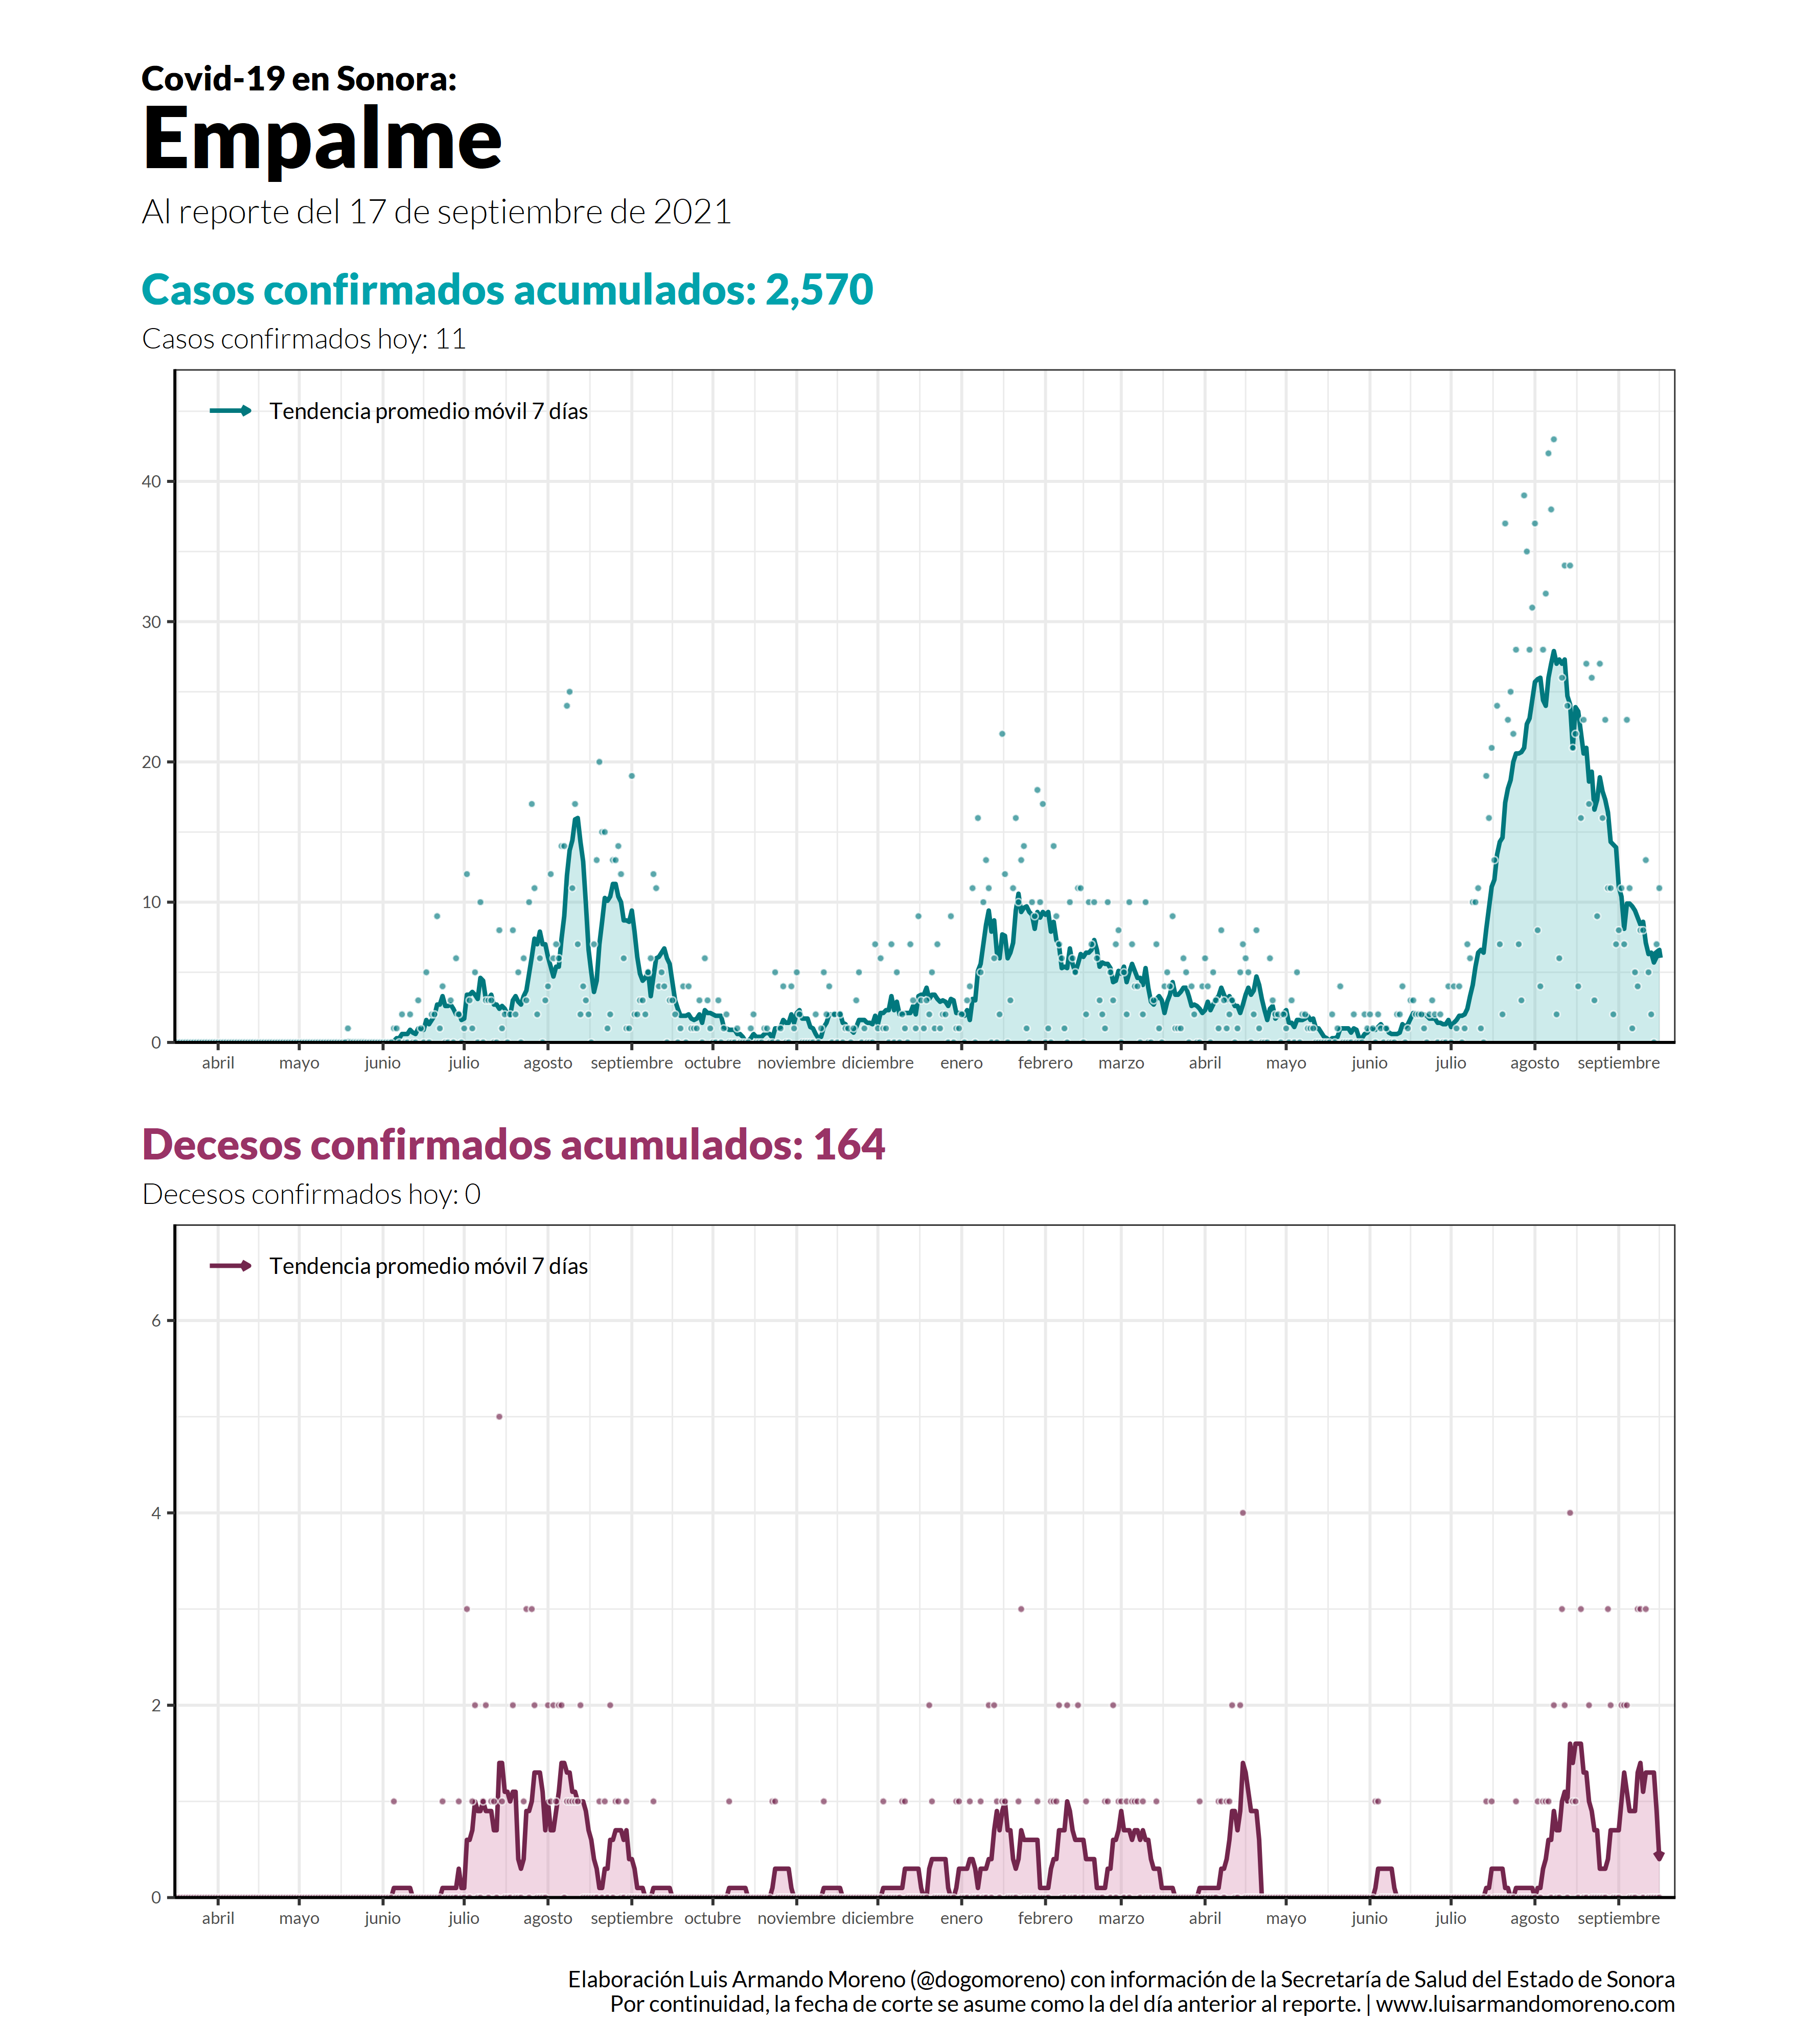 Covid-19 en Sonora:
Empalme
Al reporte del 17 de septiembre de 2021
Casos confirmados acumulados: 2,570
Casos confirmados hoy: 11
Tendencia promedio móvil 7 días
40
30
20
10
0
abril mayo junio julio agosto septiembre octubre noviembre diciembre enero febrero marzo abril mayo junio julio agosto septiembre
Decesos confirmados acumulados: 164
Decesos confirmados hoy: 0
Tendencia promedio móvil 7 días
6
4
2
0
abril mayo junio julio agosto septiembre octubre noviembre diciembre enero febrero marzo abril mayo junio julio agosto septiembre
Elaboración Luis Armando Moreno (@dogomoreno) con información de la Secretaría de Salud del Estado de Sonora
Por continuidad, la fecha de corte se asume como la del día anterior al reporte. | www.luisarmandomoreno.com